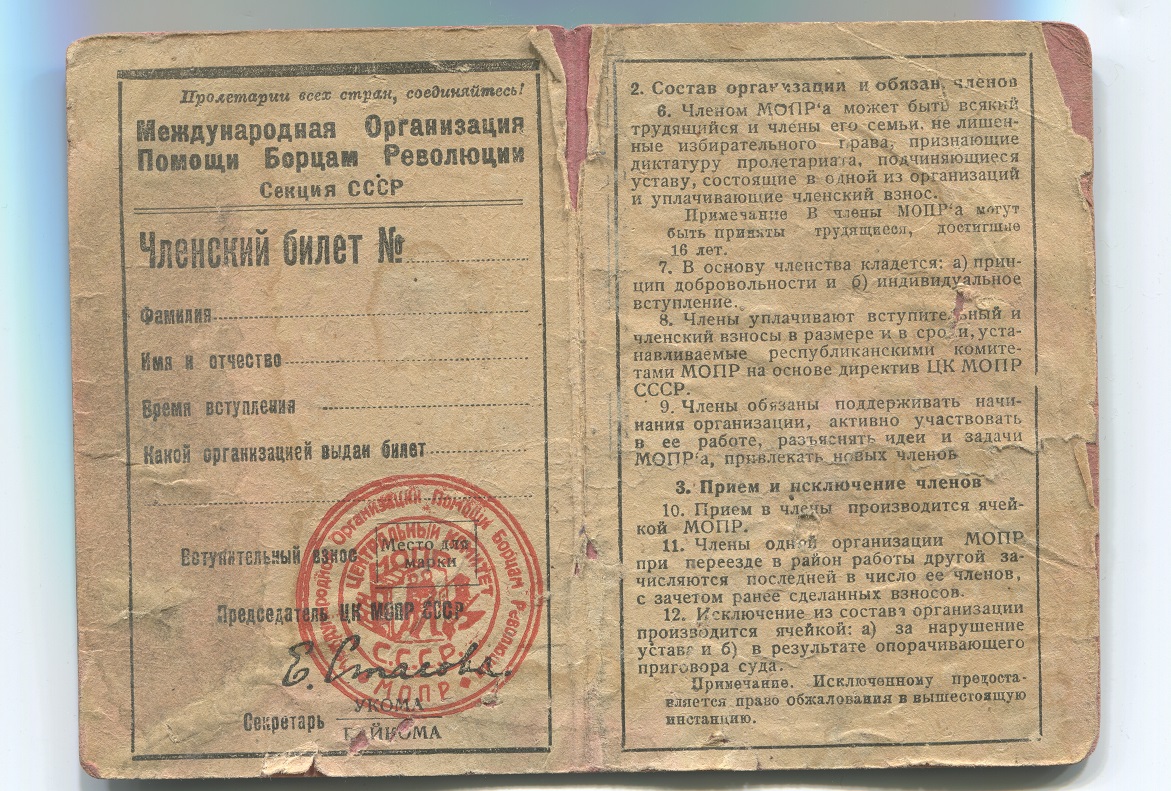 Пролетарии всех стран, соединяйтесь!
Международная Организация
Помощи Борцам Революции
Секция СССР
Членский билет №
Фамилия
Имя и отчество
Время вступления
Какой организацией выдан билет
Вступительный взнос
Место для
марки
Председатель ЦК МОПР СССР
Организация Помощи Борцам Революции
ЦЕНТРАЛЬНЫЙ КОМИТЕТ
С.С.С.Р.
МОПР
Е. Стасова.
Секретарь
УКОМА
РАЙКОМА
2. Состав организации и обязан. членов
6. Членом МОПР'а может быть всякий
трудящийся и члены его семьи, не лишен-
ные избирательного права, признающие
диктатуру пролетариата, подчиняющиеся
уставу, состоящие в одной из организаций
и уплачивающие членский взнос.
Примечание В члены МОПР'а могут
быть приняты трудящиеся, достигшие
16 лет.
7. В основу членства кладется: а) прин-
цип добровольности и б) индивидуальное
вступление.
8. Члены уплачивают вступительный и
членский взносы в размере и в сроки, уста-
навливаемые республиканскими комите-
тами МОПР на основе директив ЦК МОПР
СССР.
9. Члены обязаны поддерживать начи-
нания организации, активно участвовать
в ее работе, разъяснять идеи и задачи
МОПР'а, привлекать новых членов
3. Прием и исключение членов
10. Прием в члены производится ячей-
кой МОПР.
11. Члены одной организации МОПР
при переезде в район работы другой за-
числяются последней в число ее членов,
с зачетом ранее сделанных взносов.
12. Исключение из состава организации
производится ячейкой: а) за нарушение
устава и б) в результате опорачивающего
приговора суда.
Примечание. Исключенному предоста-
вляется право обжалования в вышестоящую
инстанцию.